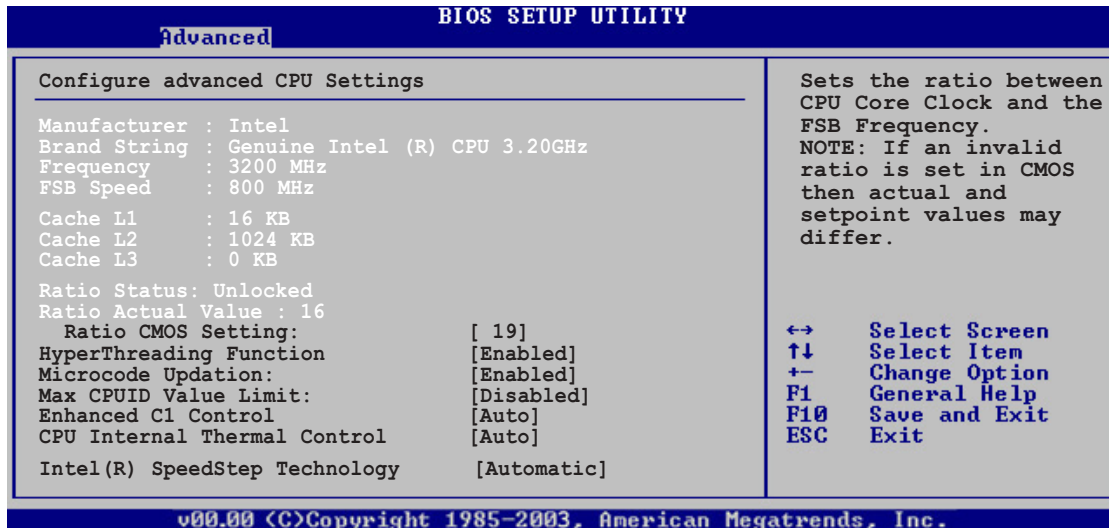 BIOS SETUP UTILITY
Advanced
Configure advanced CPU Settings
Manufacturer : Intel
Brand String : Genuine Intel (R) CPU 3.20GHz
Frequency : 3200 MHz
FSB Speed : 800 MHz
Cache L1 : 16 KB
Cache L2 : 1024 KB
Cache L3 : 0 KB
Ratio Status: Unlocked
Ratio Actual Value : 16
Ratio CMOS Setting: [ 19]
HyperThreading Function [Enabled]
Microcode Updation: [Enabled]
Max CPUID Value Limit: [Disabled]
Enhanced C1 Control [Auto]
CPU Internal Thermal Control [Auto]
Intel(R) SpeedStep Technology [Automatic]
Sets the ratio between
CPU Core Clock and the
FSB Frequency.
NOTE: If an invalid
ratio is set in CMOS
then actual and
setpoint values may
differ.
←→ Select Screen
↑↓ Select Item
+- Change Option
F1 General Help
F10 Save and Exit
ESC Exit
v00.00 (C)Copyright 1985-2003, American Megatrends, Inc.